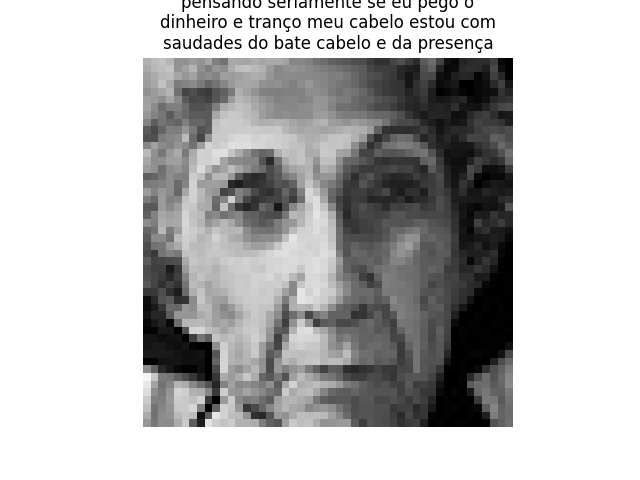 pensando seriamente se eu pego o
dinheiro e tranço meu cabelo estou com
saudades do bate cabelo e da presença